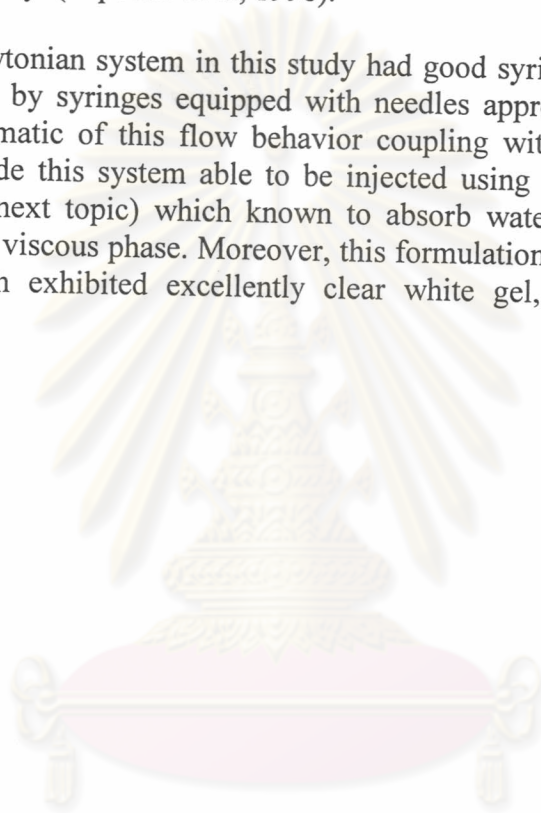 tonian system in this study had good syri
by syringes equipped with needles appr
matic of this flow behavior coupling wit
de this system able to be injected using
next topic) which known to absorb wate
viscous phase. Moreover, this formulation
n exhibited excellently clear white gel,